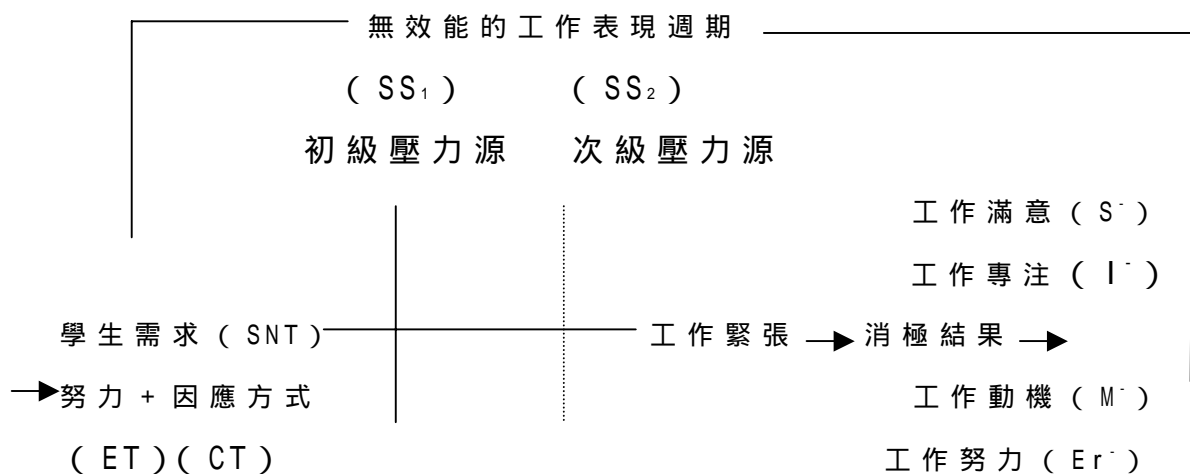 無效能的工作表現週期
(SS₁) (SS₂)
初級壓力源 次級壓力源
工作滿意(S⁻)
工作專注(I⁻)
學生需求(SNT) 工作緊張 消極結果
努力+因應方式 工作動機(M⁻)
(ET)(CT) 工作努力(Er⁻)